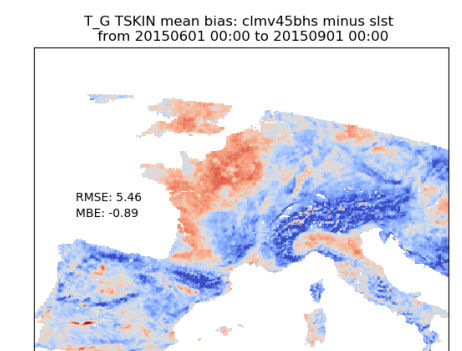 T_G TSKIN mean bias: clmv45bhs minus slst
from 20150601 00:00 to 20150901 00:00
RMSE: 5.46
MBE: -0.89